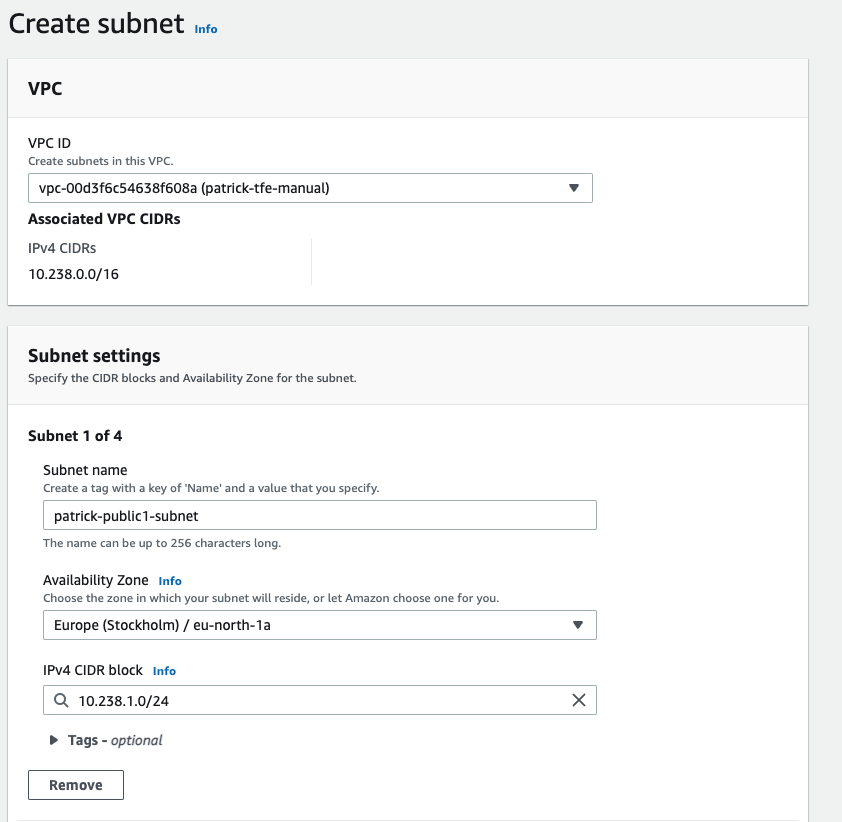 Create subnet Info
VPC
VPC ID
Create subnets in this VPC.
vpc-00d3f6c54638f608a (patrick-tfe-manual)
Associated VPC CIDRs
IPv4 CIDRs
10.238.0.0/16
Subnet settings
Specify the CIDR blocks and Availability Zone for the subnet.
Subnet 1 of 4
Subnet name
Create a tag with a key of 'Name' and a value that you specify.
patrick-public1-subnet
The name can be up to 256 characters long.
Availability Zone Info
Choose the zone in which your subnet will reside, or let Amazon choose one for you.
Europe (Stockholm) / eu-north-1a
IPv4 CIDR block Info
10.238.1.0/24
Tags - optional
Remove